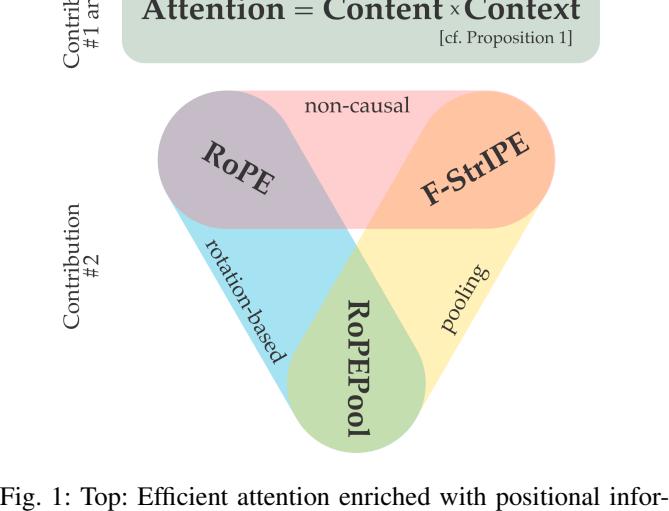 Attention = Content × Context
[cf. Proposition 1]
Contrib
#1 ar
non-causal
RoPE
F-StrIPE
Contribution
#2
rotation-based
pooling
RoPEPool
Fig. 1: Top: Efficient attention enriched with positional infor-